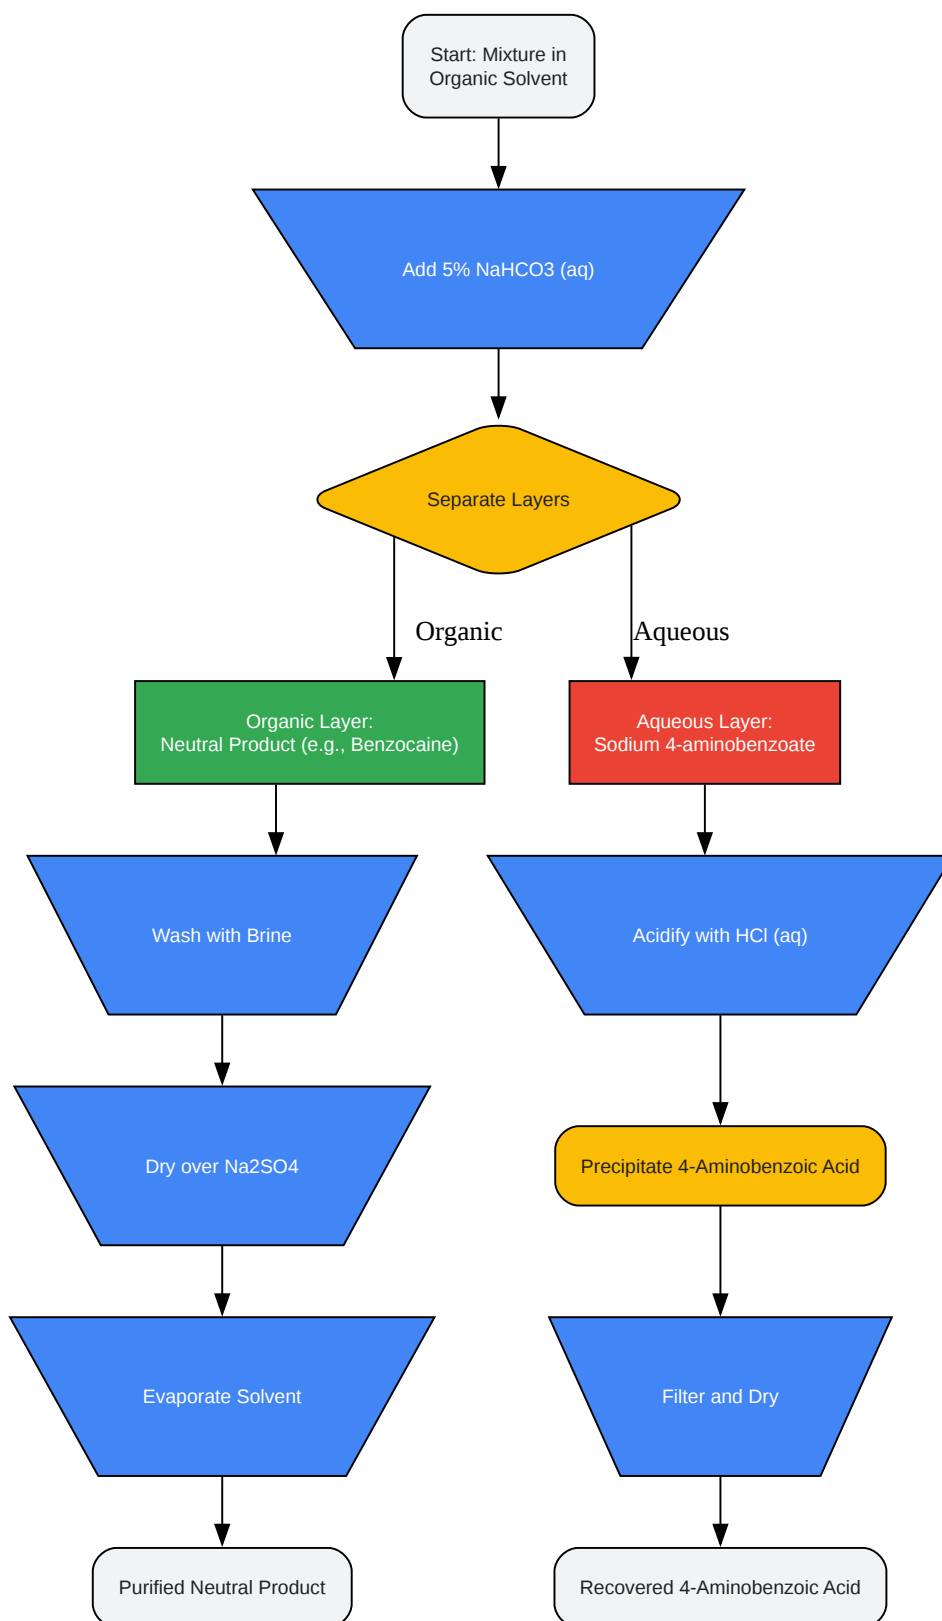 Start: Mixture in
Organic Solvent
Add 5% NaHCO3 (aq)
Separate Layers
Organic
Aqueous
Organic Layer:
Neutral Product (e.g., Benzocaine)
Aqueous Layer:
Sodium 4-aminobenzoate
Wash with Brine
Acidify with HCl (aq)
Dry over Na2SO4
Precipitate 4-Aminobenzoic Acid
Evaporate Solvent
Filter and Dry
Purified Neutral Product
Recovered 4-Aminobenzoic Acid